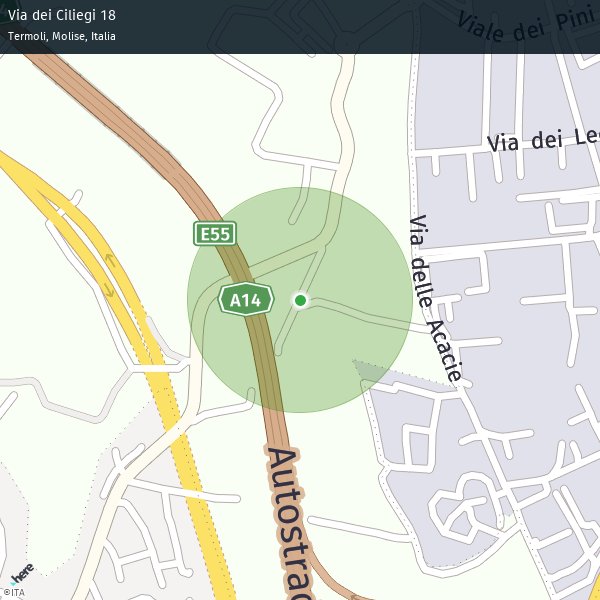 Via dei Ciliegi 18
Termoli, Molise, Italia
Viale dei Pini
Via dei Le
E55
Via delle Acacie
A14
Autostrad
here
©ITA